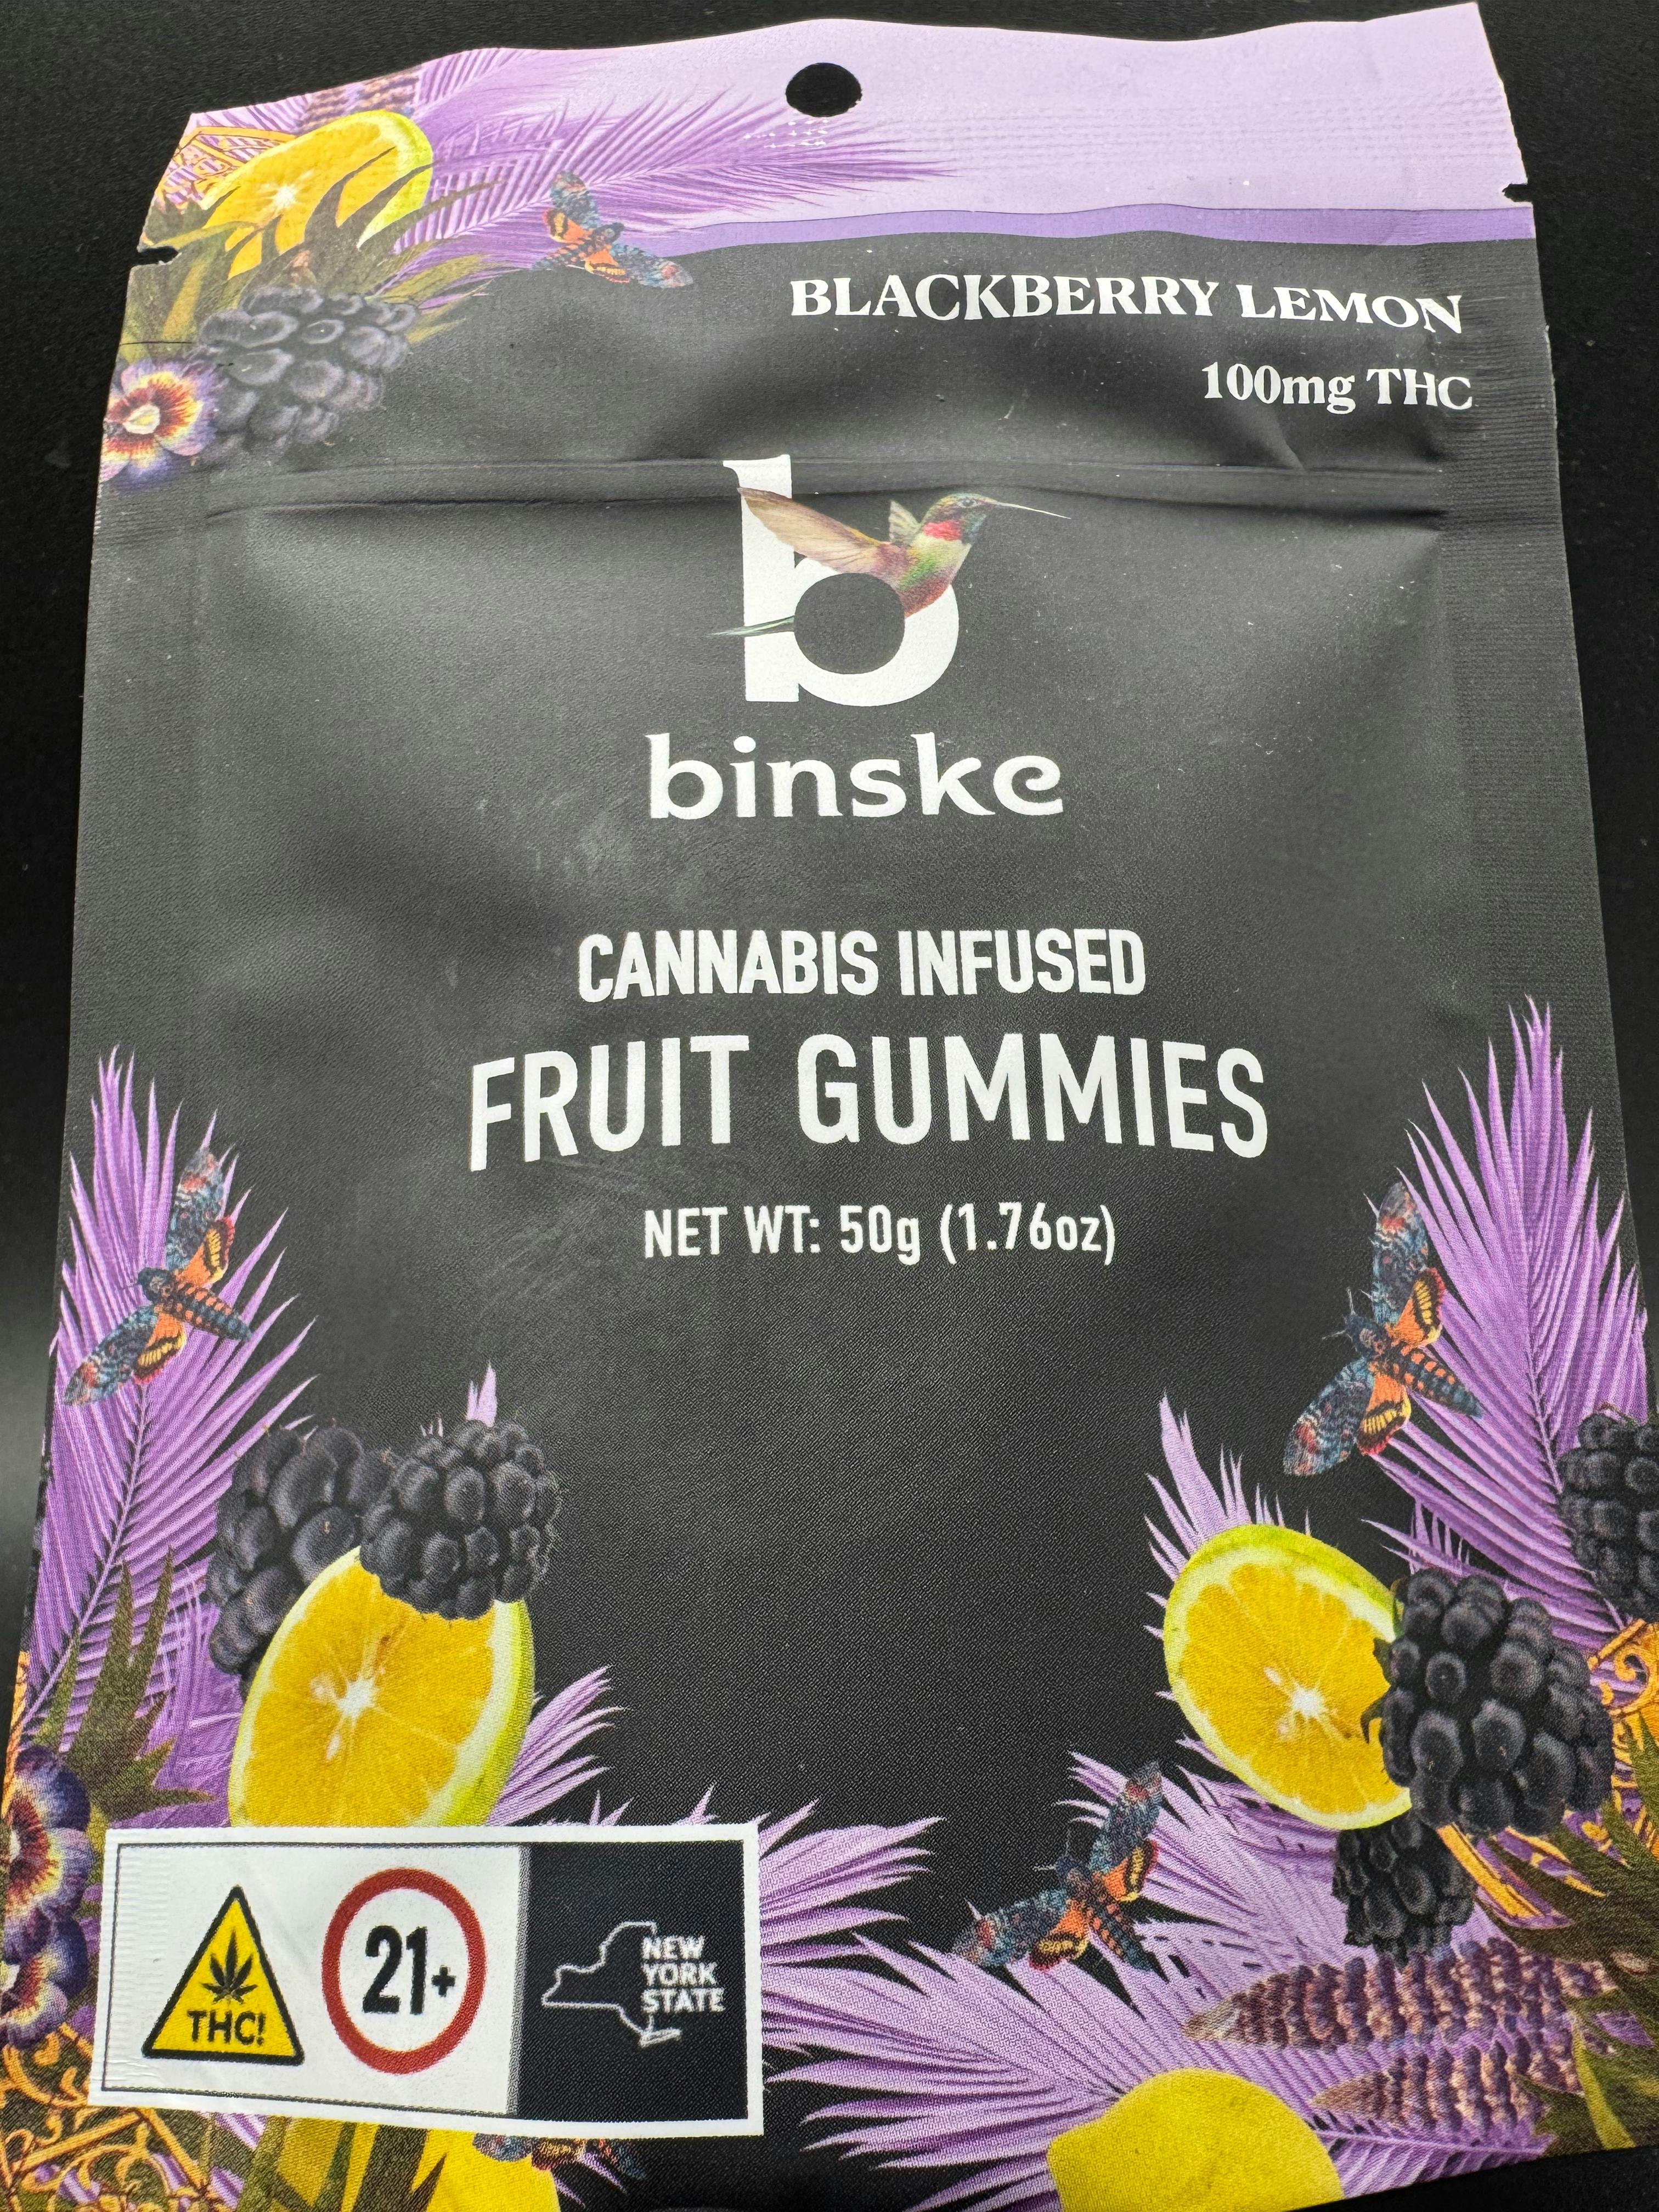 BLACKBERRY LEMON
100mg THC
b
binske
CANNABIS INFUSED
FRUIT GUMMIES
NET WT: 50g (1.76oz)
THC!
21+
NEW
YORK
STATE